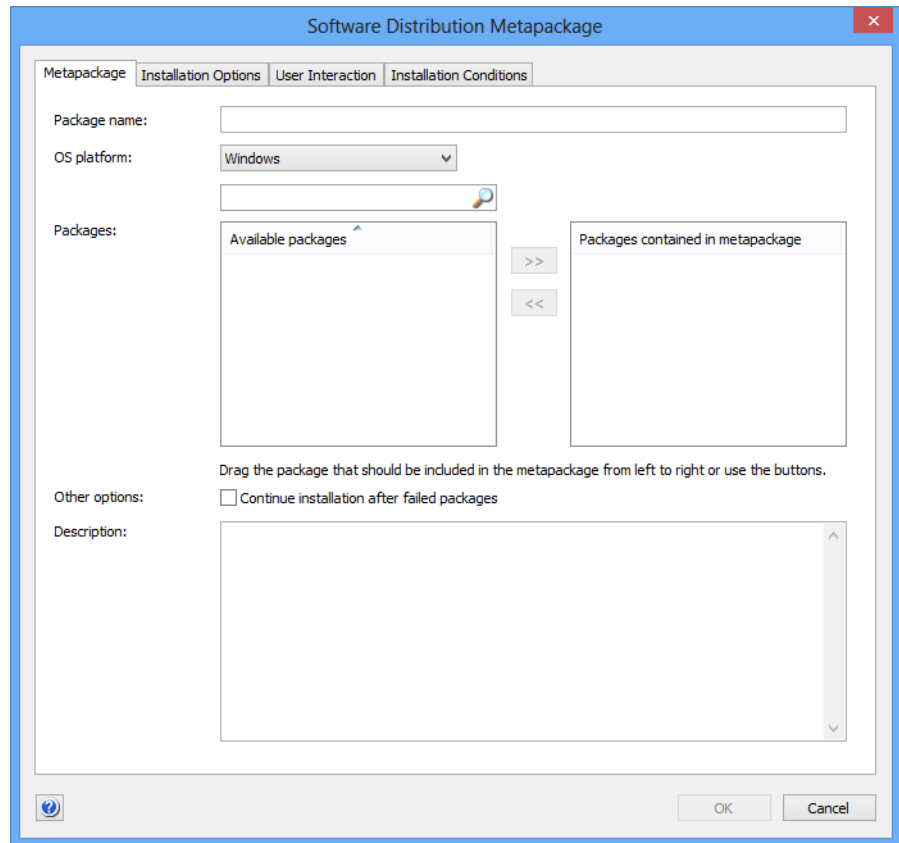 Software Distribution Metapackage
Metapackage
Installation Options
User Interaction
Installation Conditions
Package name:
OS platform:
Windows
Packages:
Available packages
Packages contained in metapackage
>>
<<
Drag the package that should be included in the metapackage from left to right or use the buttons.
Other options:
Continue installation after failed packages
Description:
OK
Cancel